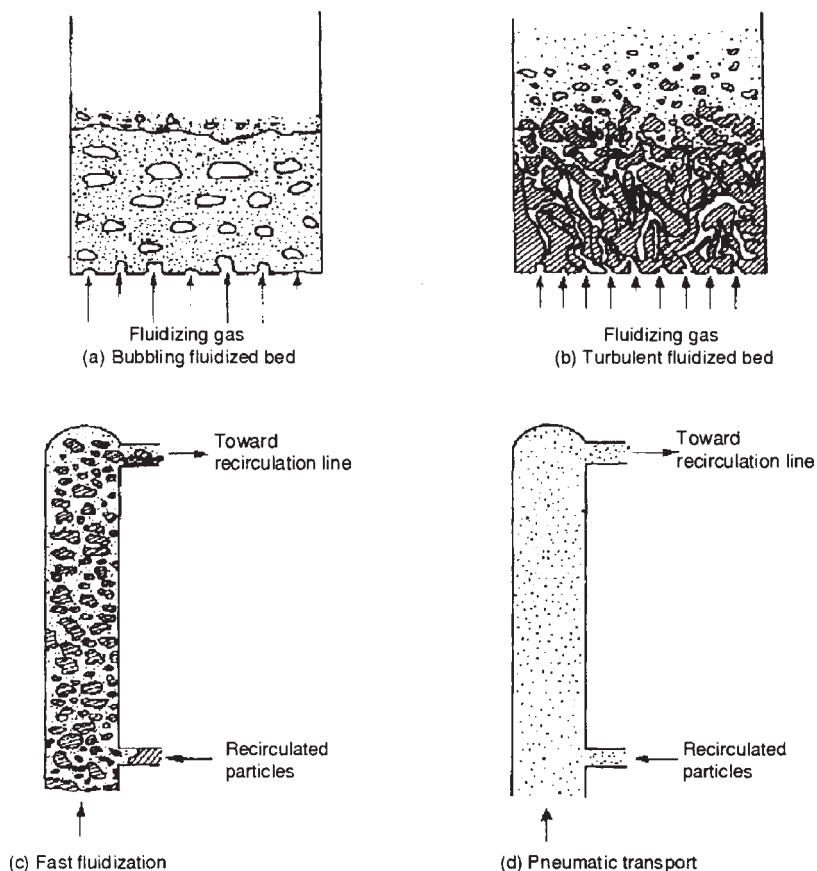 Fluidizing gas
(a) Bubbling fluidized bed
Fluidizing gas
(b) Turbulent fluidized bed
Toward
recirculation line
Recirculated
particles
(c) Fast fluidization
Toward
recirculation line
Recirculated
particles
(d) Pneumatic transport